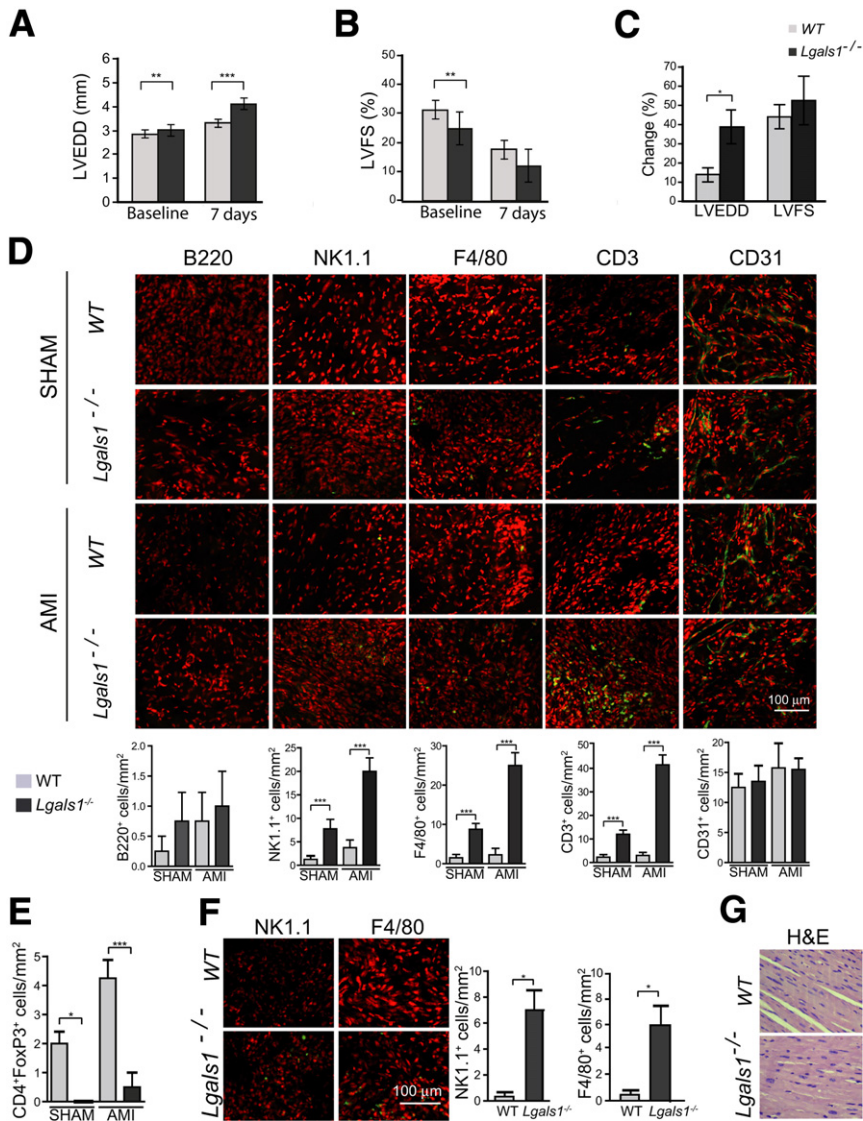 A
LVEDD (mm)
6
5
4
3
2
1
0
**
***
Baseline
7 days
B
LVFS (%)
50
40
30
20
10
0
**
Baseline
7 days
C
WT
Lgals1-/-
Change (%)
70
60
50
40
30
20
10
0
*
LVEDD
LVFS
D
B220
NK1.1
F4/80
CD3
CD31
SHAM
WT
Lgals1 -/-
AMI
WT
Lgals1 -/-
100 µm
WT
Lgals1-/-
B220+ cells/mm2
2.0
1.5
1.0
0.5
0.0
SHAM AMI
NK1.1+ cells/mm2
25
20
15
10
5
0
***
***
SHAM AMI
F4/80+ cells/mm2
30
20
10
0
***
***
SHAM AMI
CD3+ cells/mm2
50
40
30
20
10
0
***
***
SHAM AMI
CD31+ cells/mm2
20
15
10
5
0
SHAM AMI
E
CD4+FoxP3+ cells/mm2
5
4
3
2
1
0
*
***
SHAM AMI
F
NK1.1
F4/80
WT
Lgals1 -/-
100 µm
NK1.1+ cells/mm2
10
8
6
4
2
0
*
WT Lgals1-/-
F4/80+ cells/mm2
10
8
6
4
2
0
*
WT Lgals1-/-
G
H&E
WT
Lgals1-/-